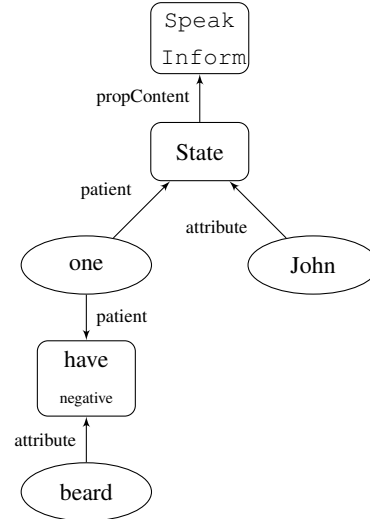 Speak
Inform
propContent
State
patient
attribute
one
John
patient
have
negative
attribute
beard